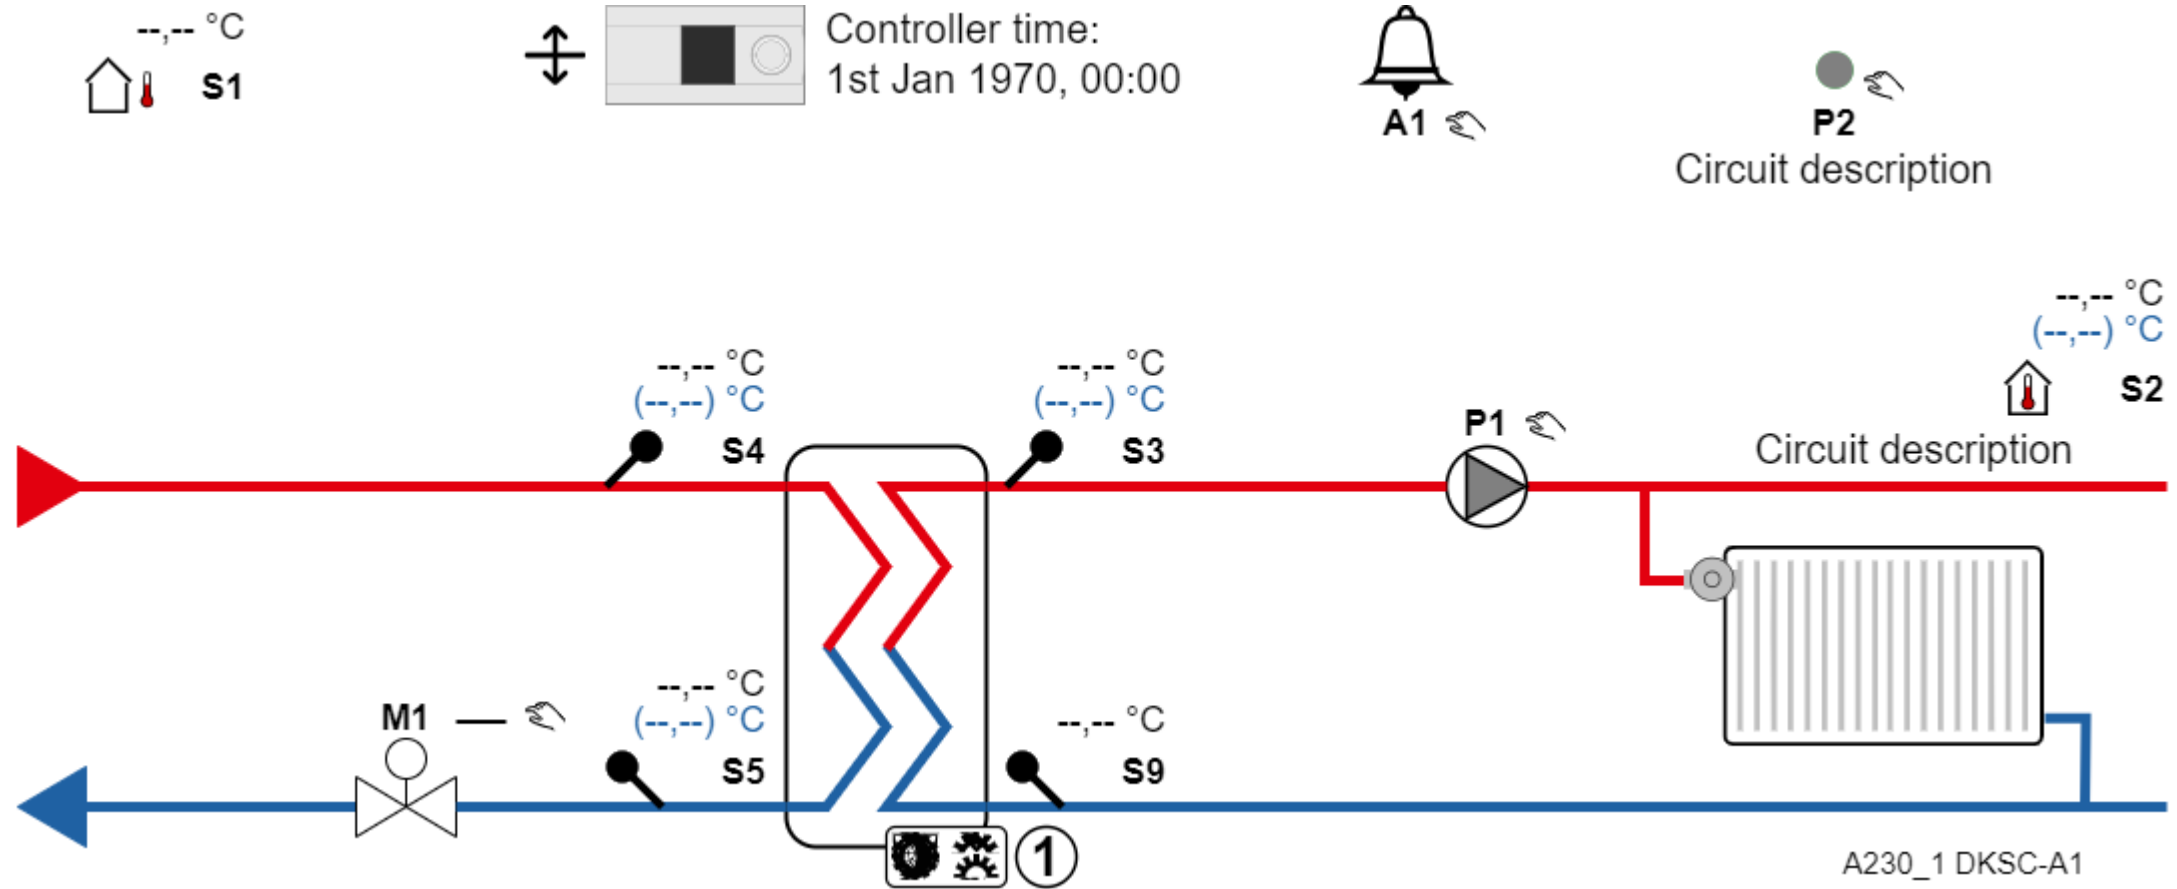 --,-- °C
S1
Controller time:
1st Jan 1970, 00:00
A1
P2
Circuit description
--,-- °C
(--,--) °C
S2
Circuit description
--,-- °C
(--,--) °C
S4
--,-- °C
(--,--) °C
S3
P1
M1
--,-- °C
(--,--) °C
S5
--,-- °C
S9
1
A230_1 DKSC-A1